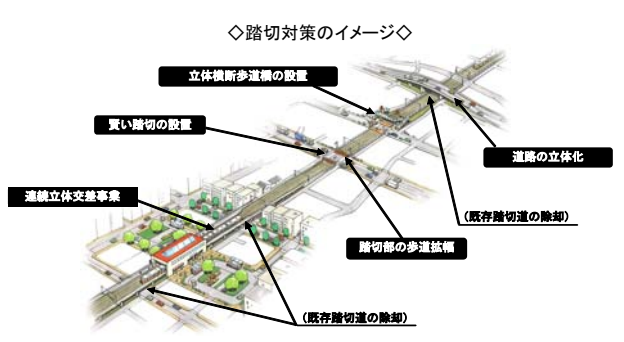 ◇踏切対策のイメージ◇
立体横断歩道橋の設置
賢い踏切の設置
道路の立体化
連続立体交差事業
(既存踏切道の除却)
踏切部の歩道拡幅
(既存踏切道の除却)